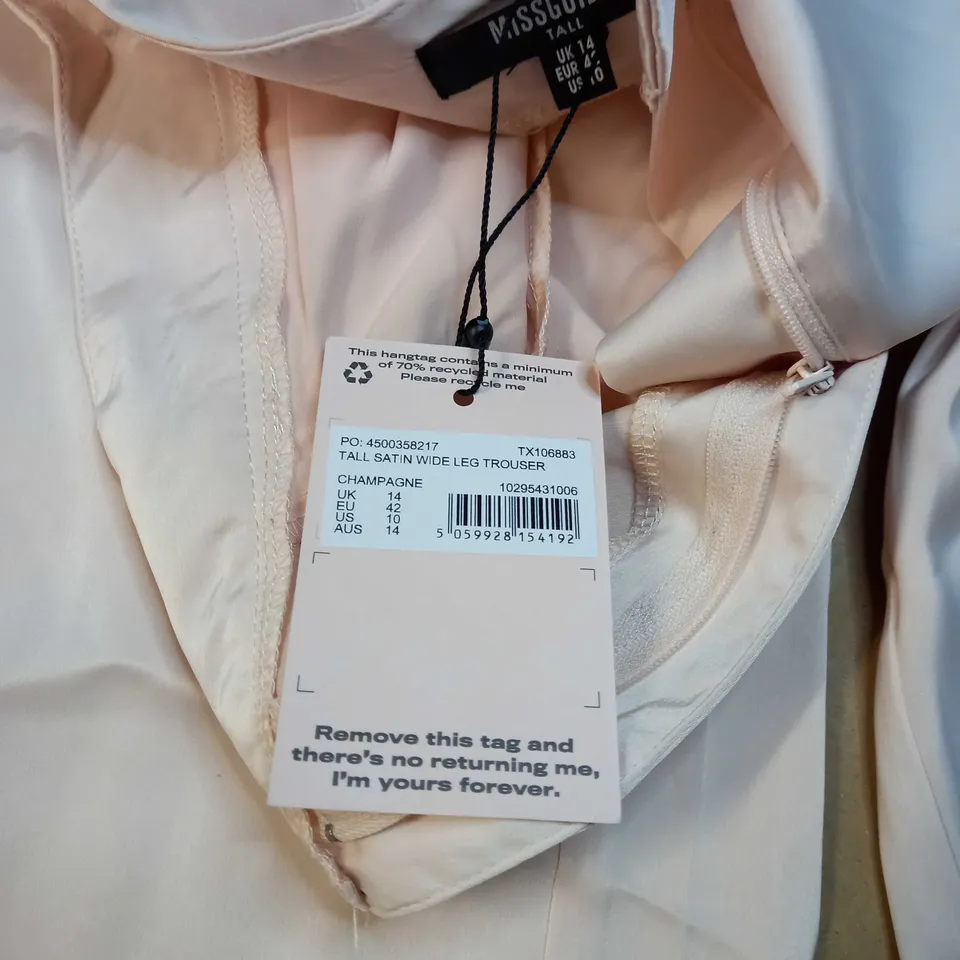 MISSGUI
TALL
UK 14
EUR 42
US 10
This hangtag contains a minimum
of 70% recycled material
Please recycle me
PO: 4500358217 TX106883
TALL SATIN WIDE LEG TROUSER
CHAMPAGNE 10295431006
UK 14
EU 42
US 10
AUS 14
5 059928 154192
Remove this tag and
there's no returning me,
I'm yours forever.